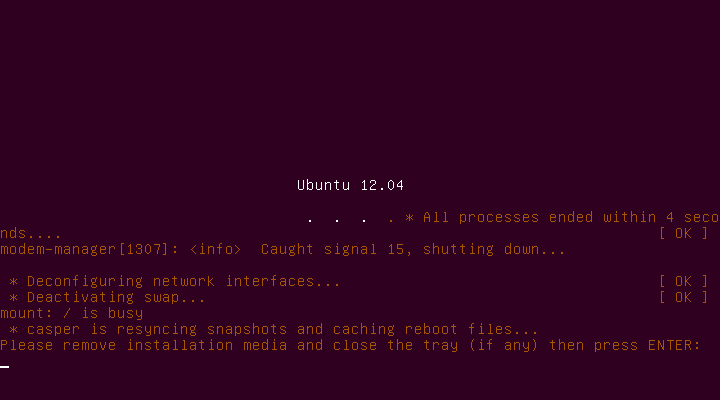 Ubuntu 12.04
. . . . * All processes ended within 4 seco
nds.... [ OK ]
modem-manager[1307]: <info>  Caught signal 15, shutting down...
* Deconfiguring network interfaces... [ OK ]
* Deactivating swap... [ OK ]
mount: / is busy
* casper is resyncing snapshots and caching reboot files...
Please remove installation media and close the tray (if any) then press ENTER: